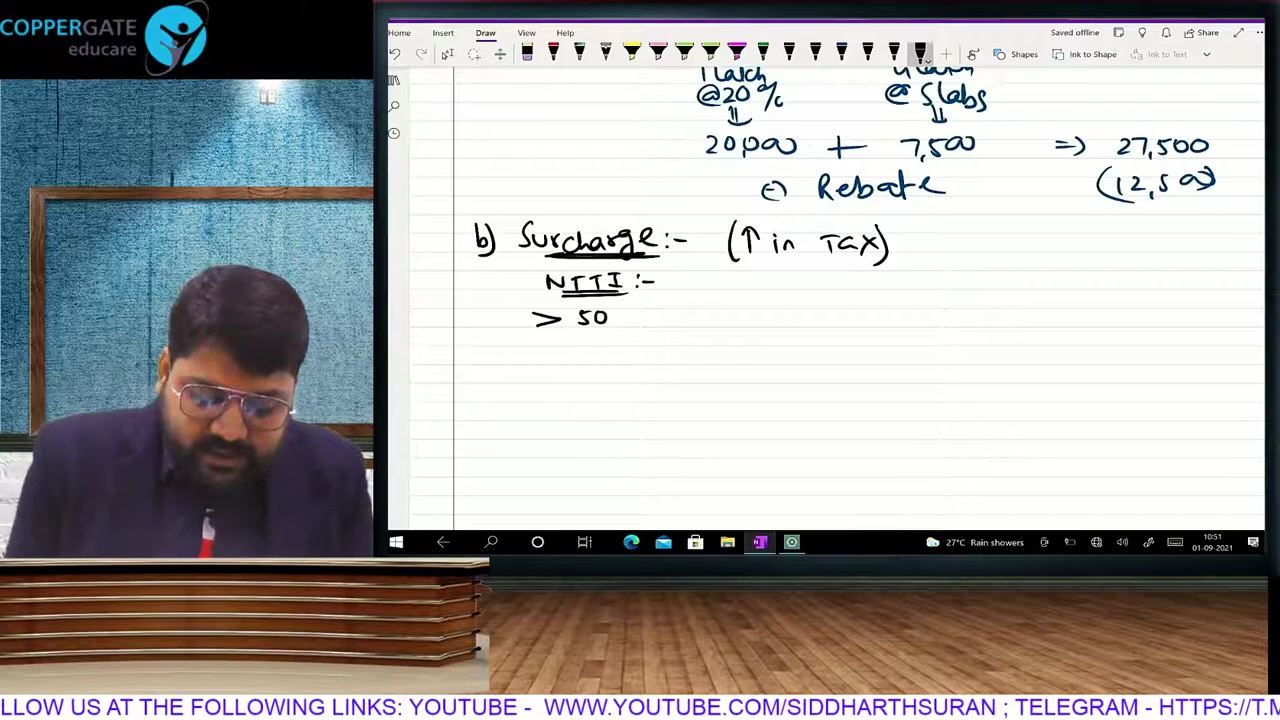 COPPERGATE
educare
Home Insert Draw View Help
Saved offline
Share
Shapes
Ink to Shape
Ink to Text
@20% @ Slabs
20,000 + 7,500 => 27,500
(-) Rebate (12,500)
b) Surcharge :- (↑ in Tax)
NTTI :-
> 50
27°C Rain showers
10:51
01-09-2021
LLOW US AT THE FOLLOWING LINKS: YOUTUBE - WWW.YOUTUBE.COM/SIDDHARTHSURAN ; TELEGRAM - HTTPS://T.M